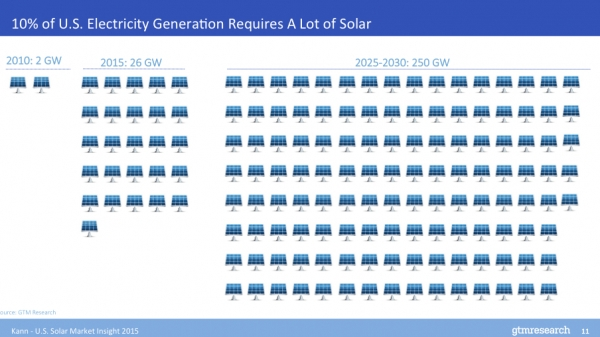 10% of U.S. Electricity Generation Requires A Lot of Solar
2010: 2 GW
2015: 26 GW
2025-2030: 250 GW
ource: GTM Research
Kann - U.S. Solar Market Insight 2015
gtmresearch
11